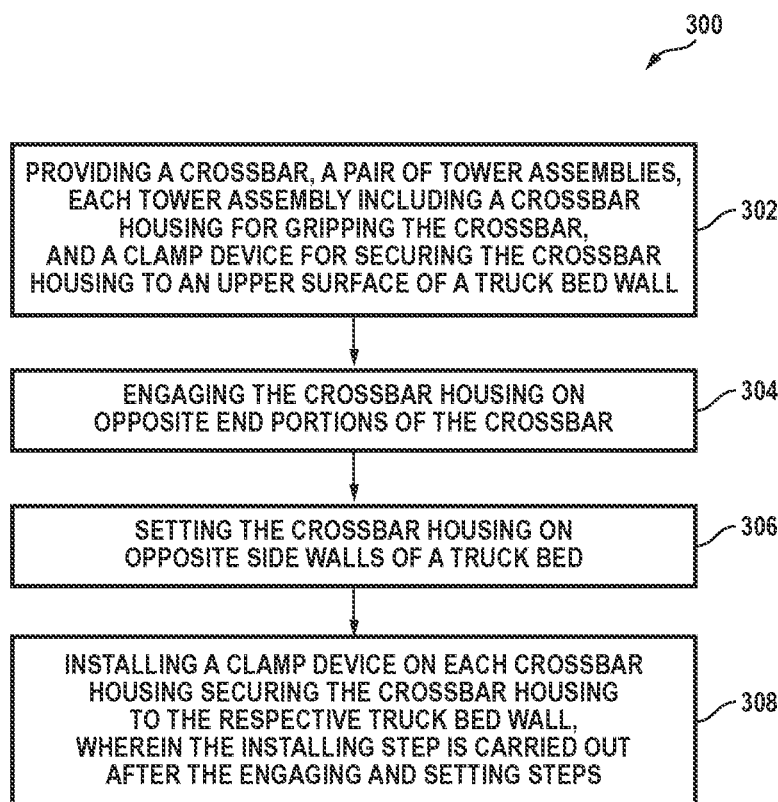 300
PROVIDING A CROSSBAR, A PAIR OF TOWER ASSEMBLIES,
EACH TOWER ASSEMBLY INCLUDING A CROSSBAR
HOUSING FOR GRIPPING THE CROSSBAR,
AND A CLAMP DEVICE FOR SECURING THE CROSSBAR
HOUSING TO AN UPPER SURFACE OF A TRUCK BED WALL
302
ENGAGING THE CROSSBAR HOUSING ON
OPPOSITE END PORTIONS OF THE CROSSBAR
304
SETTING THE CROSSBAR HOUSING ON
OPPOSITE SIDE WALLS OF A TRUCK BED
306
INSTALLING A CLAMP DEVICE ON EACH CROSSBAR
HOUSING SECURING THE CROSSBAR HOUSING
TO THE RESPECTIVE TRUCK BED WALL,
WHEREIN THE INSTALLING STEP IS CARRIED OUT
AFTER THE ENGAGING AND SETTING STEPS
308